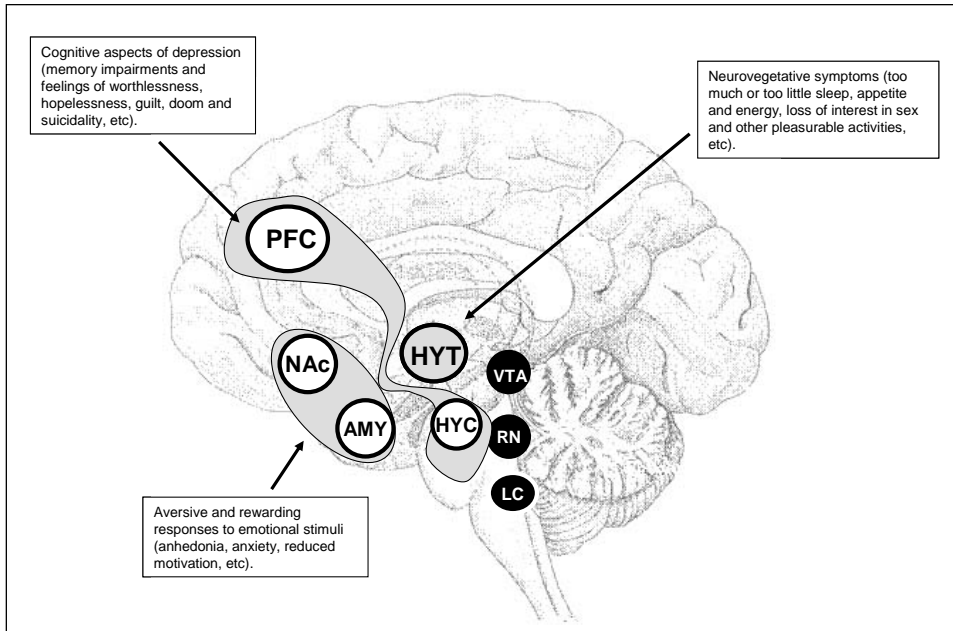 Cognitive aspects of depression
(memory impairments and
feelings of worthlessness,
hopelessness, guilt, doom and
suicidality, etc).
Neurovegetative symptoms (too
much or too little sleep, appetite
and energy, loss of interest in sex
and other pleasurable activities,
etc).
PFC
HYT
NAc
VTA
AMY
HYC
RN
LC
Aversive and rewarding
responses to emotional stimuli
(anhedonia, anxiety, reduced
motivation, etc).